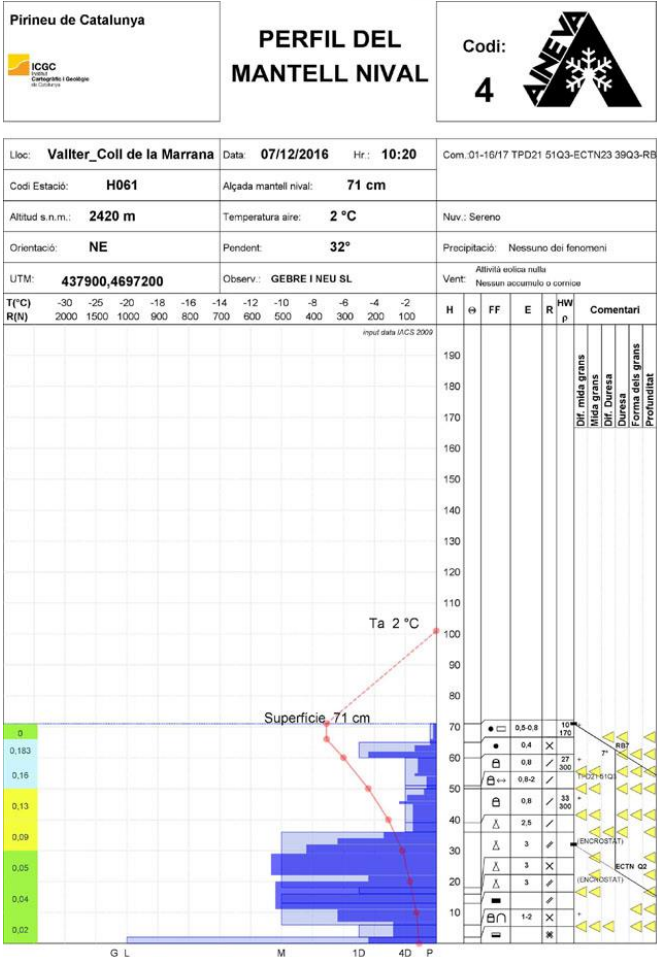 Pirineu de Catalunya
ICGC
Institut
Cartogràfic i Geològic
de Catalunya
PERFIL DEL
MANTELL NIVAL
Codi:
4
AINEVA
Lloc: Vallter_Coll de la Marrana Data: 07/12/2016 Hr.: 10:20 Com.:01-16/17 TPD21 51Q3-ECTN23 39Q3-RB
Codi Estació: H061 Alçada mantell nival: 71 cm
Altitud s.n.m.: 2420 m Temperatura aire: 2 °C Nuv.: Sereno
Orientació: NE Pendent: 32° Precipitació: Nessuno dei fenomeni
UTM: 437900,4697200 Observ.: GEBRE I NEU SL Vent: Attività eolica nulla
Nessun accumulo o cornice
T(°C) -30 -25 -20 -18 -16 -14 -12 -10 -8 -6 -4 -2
R(N) 2000 1500 1000 900 800 700 600 500 400 300 200 100
H FF E R HW ρ Comentari
input data IACS 2009
Dif. mida grans
Mida grans
Dif. Duresa
Duresa
Forma dels grans
Profunditat
190
180
170
160
150
140
130
120
110
100
90
80
70
60
50
40
30
20
10
Ta 2 °C
Superfície 71 cm
0
0,183
0,16
0,13
0,09
0,05
0,04
0,02
0,5-0,8 10 170
0,4 RB7
7°
0,8 27 300
0,8-2 TPD21 51Q3
0,8 33 300
2,5
3 (ENCROSTAT)
3 ECTN Q2
3 (ENCROSTAT)
1-2
G L M 1D 4D P